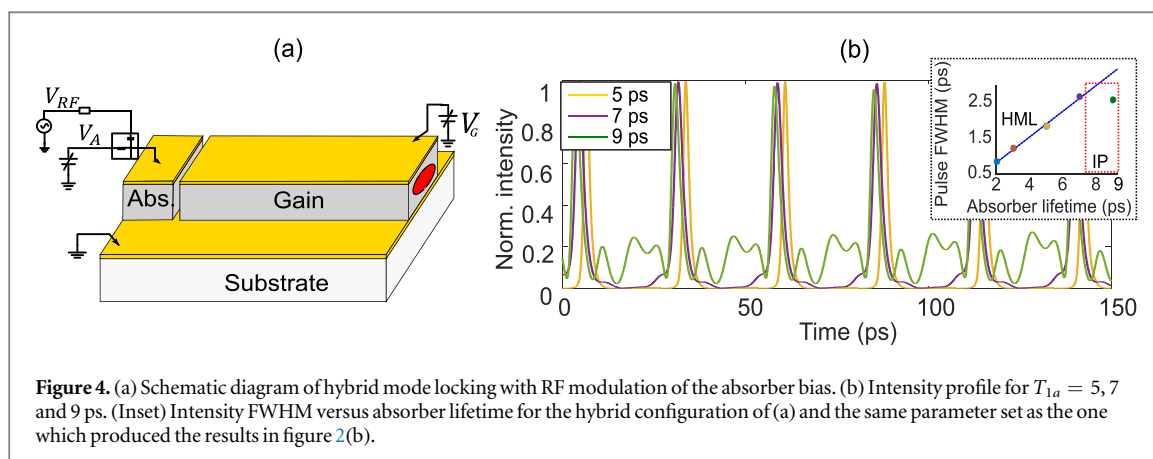 (a)
V_RF
V_A
V_G
Abs.
Gain
Substrate
(b)
Norm. intensity
1
0.8
0.6
0.4
0.2
0
0
50
100
150
Time (ps)
5 ps
7 ps
9 ps
Pulse FWHM (ps)
2.5
1.5
0.5
HML
IP
2
4
6
8
9
Absorber lifetime (ps)
Figure 4. (a) Schematic diagram of hybrid mode locking with RF modulation of the absorber bias. (b) Intensity profile for T_1a = 5, 7
and 9 ps. (Inset) Intensity FWHM versus absorber lifetime for the hybrid configuration of (a) and the same parameter set as the one
which produced the results in figure 2(b).